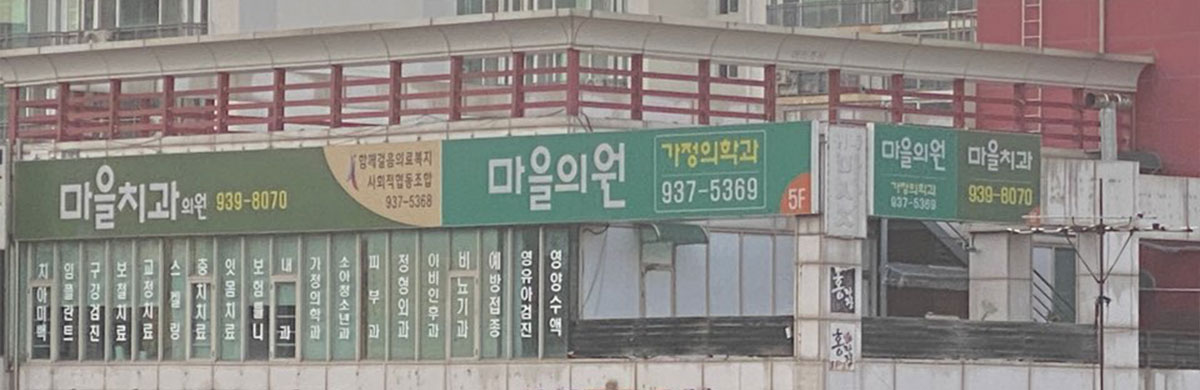 마을치과의원 939-8070
함께걸음의료복지
사회적협동조합
937-5368
마을의원
가정의학과
937-5369
5F
마을의원
가정의학과
937-5369
마을치과
939-8070
치아미백
임플란트
구강검진
보철치료
교정치료
스켈링
충치치료
잇몸치료
보험틀니
내과
가정의학과
소아청소년과
피부과
정형외과
이비인후과
비뇨기과
예방접종
영유아검진
영양수액
홍
홍